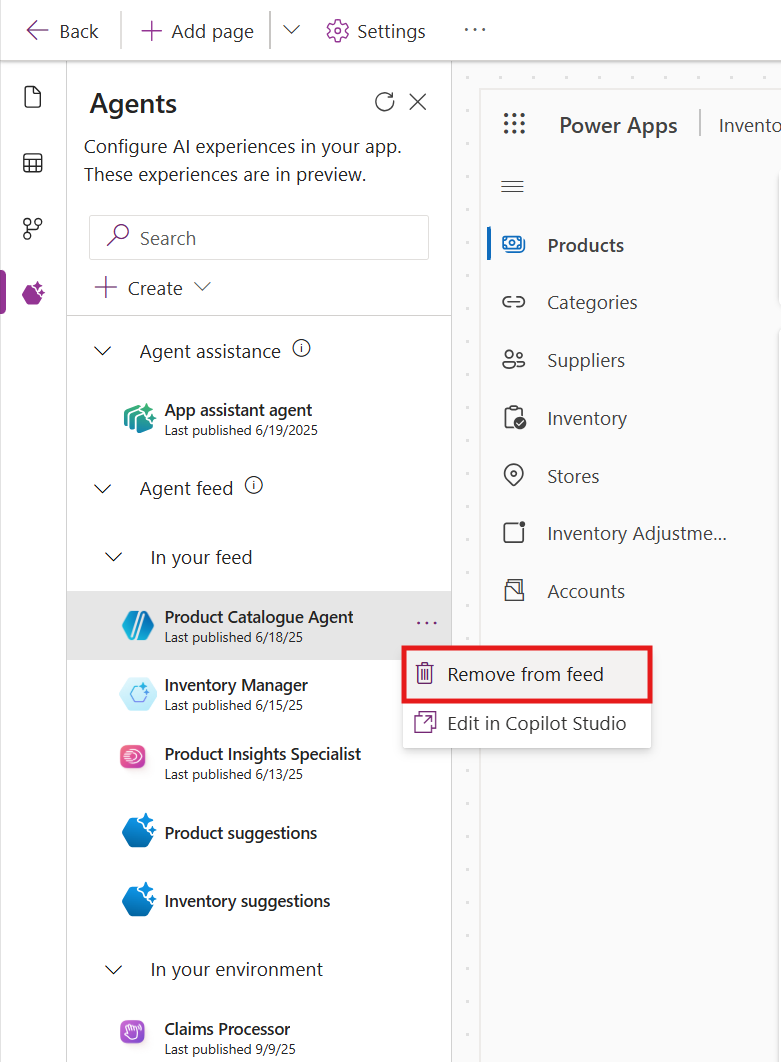 Back
Add page
Settings
Agents
Configure AI experiences in your app.
These experiences are in preview.
Search
Create
Agent assistance
App assistant agent
Last published 6/19/2025
Agent feed
In your feed
Product Catalogue Agent
Last published 6/18/25
Remove from feed
Edit in Copilot Studio
Inventory Manager
Last published 6/15/25
Product Insights Specialist
Last published 6/13/25
Product suggestions
Inventory suggestions
In your environment
Claims Processor
Last published 9/9/25
Power Apps
Invento
Products
Categories
Suppliers
Inventory
Stores
Inventory Adjustme...
Accounts